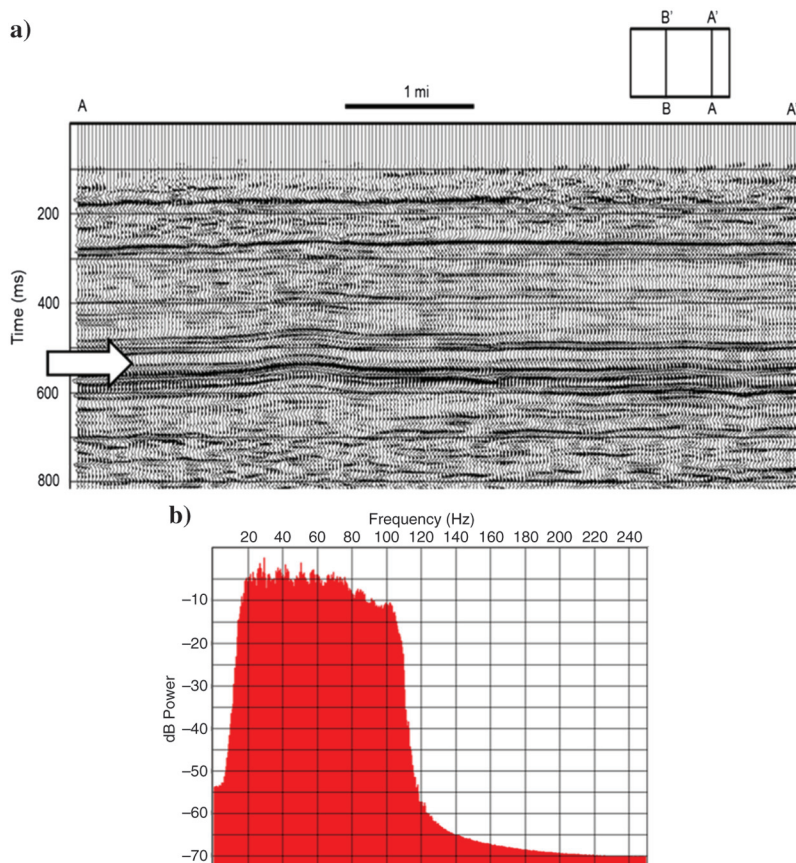 a)
B' A'
1 mi
A B A A'
200
400
Time (ms)
600
800
b)
Frequency (Hz)
20 40 60 80 100 120 140 160 180 200 220 240
–10
–20
–30
dB Power
–40
–50
–60
–70